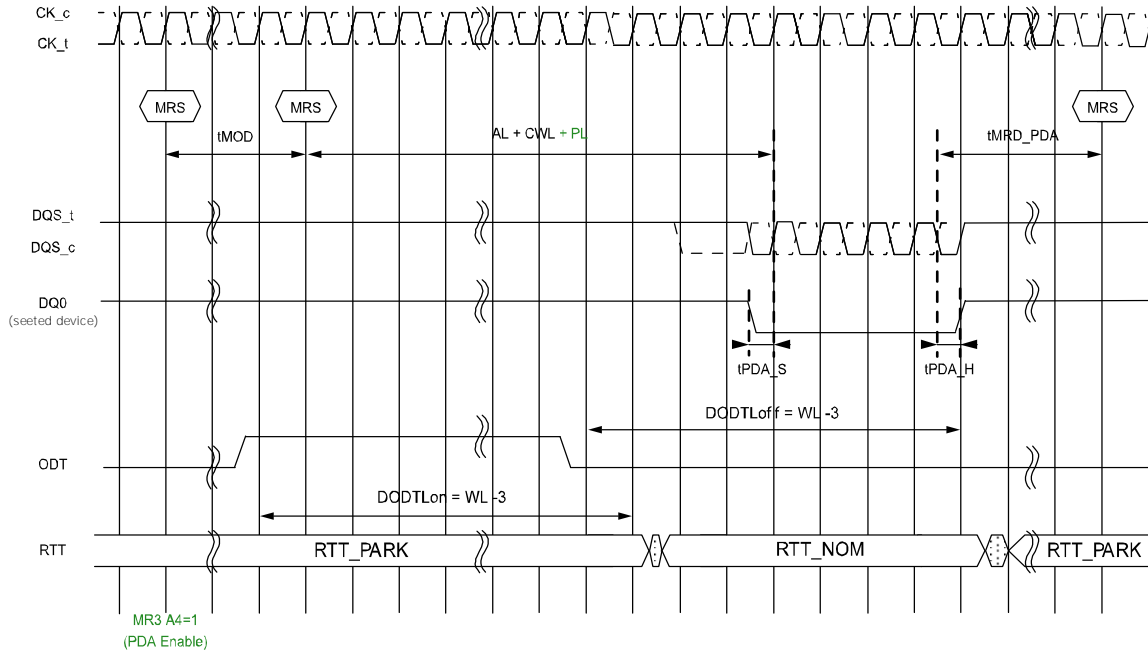 CK_c
CK_t
MRS
MRS
MRS
tMOD
AL + CWL + PL
tMRD_PDA
DQS_t
DQS_c
DQ0
(seeted device)
tPDA_S
tPDA_H
DODTLoff = WL -3
ODT
DODTLon = WL -3
RTT
RTT_PARK
RTT_NOM
RTT_PARK
MR3 A4=1
(PDA Enable)